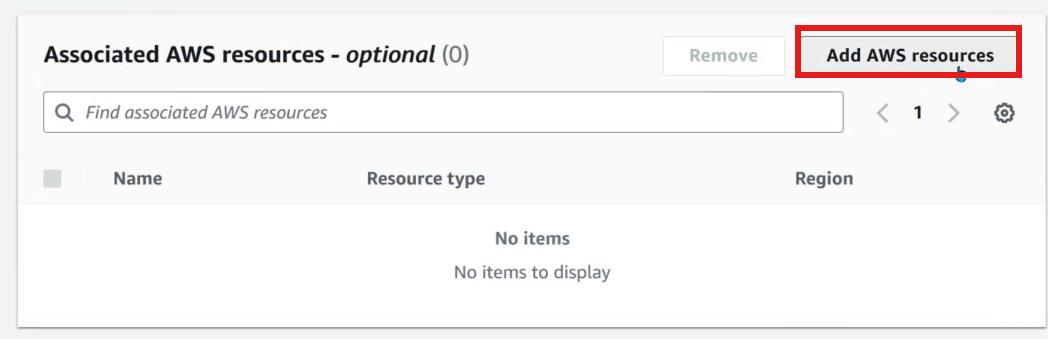 Associated AWS resources - optional (0)
Remove
Add AWS resources
Find associated AWS resources
1
Name
Resource type
Region
No items
No items to display